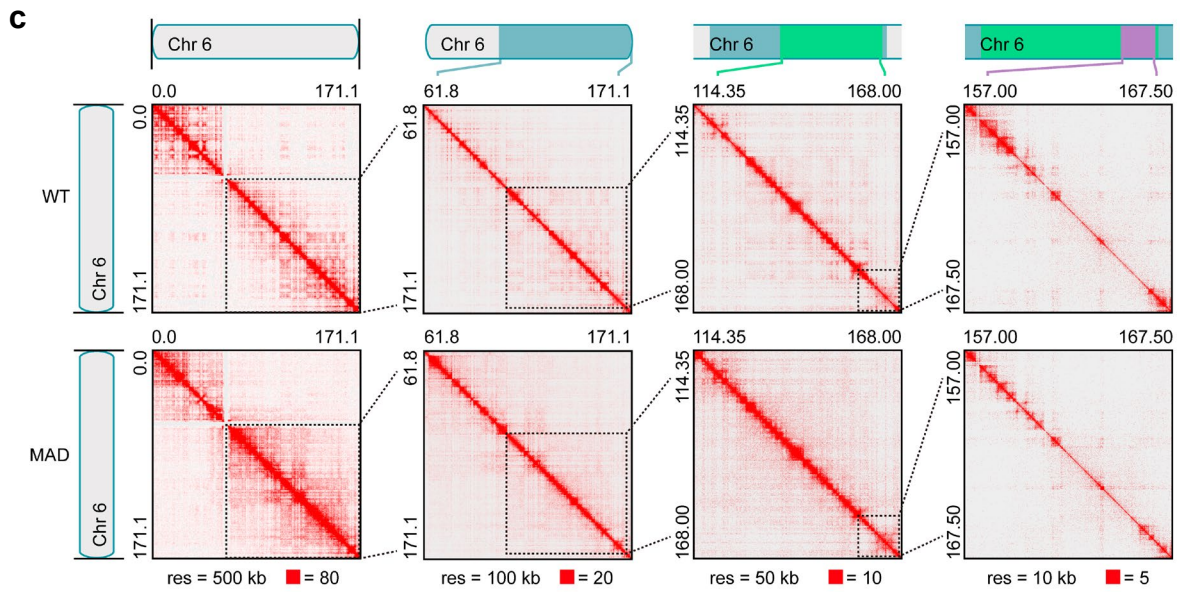 c
Chr 6 Chr 6 Chr 6 Chr 6
0.0 171.1 61.8 171.1 114.35 168.00 157.00 167.50
WT
Chr 6
0.0
171.1
61.8
171.1
114.35
168.00
157.00
167.50
0.0 171.1 61.8 171.1 114.35 168.00 157.00 167.50
MAD
Chr 6
0.0
171.1
61.8
171.1
114.35
168.00
157.00
167.50
res = 500 kb = 80 res = 100 kb = 20 res = 50 kb = 10 res = 10 kb = 5